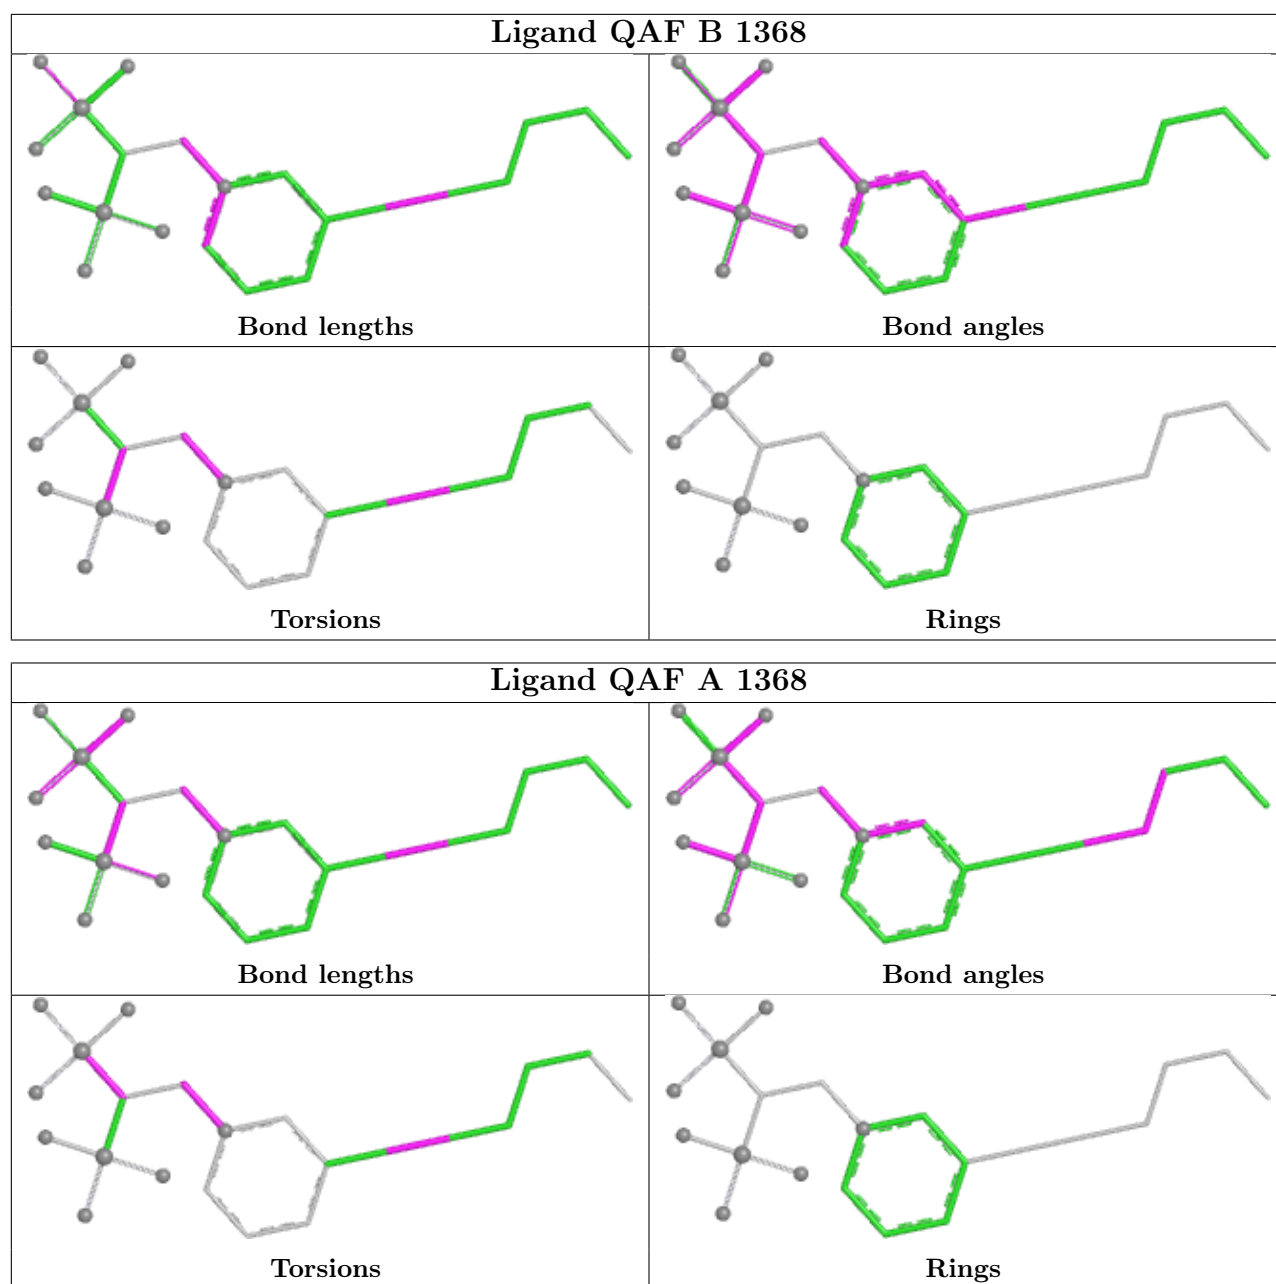 Ligand QAF B 1368
Bond lengths
Bond angles
Torsions
Rings
Ligand QAF A 1368
Bond lengths
Bond angles
Torsions
Rings